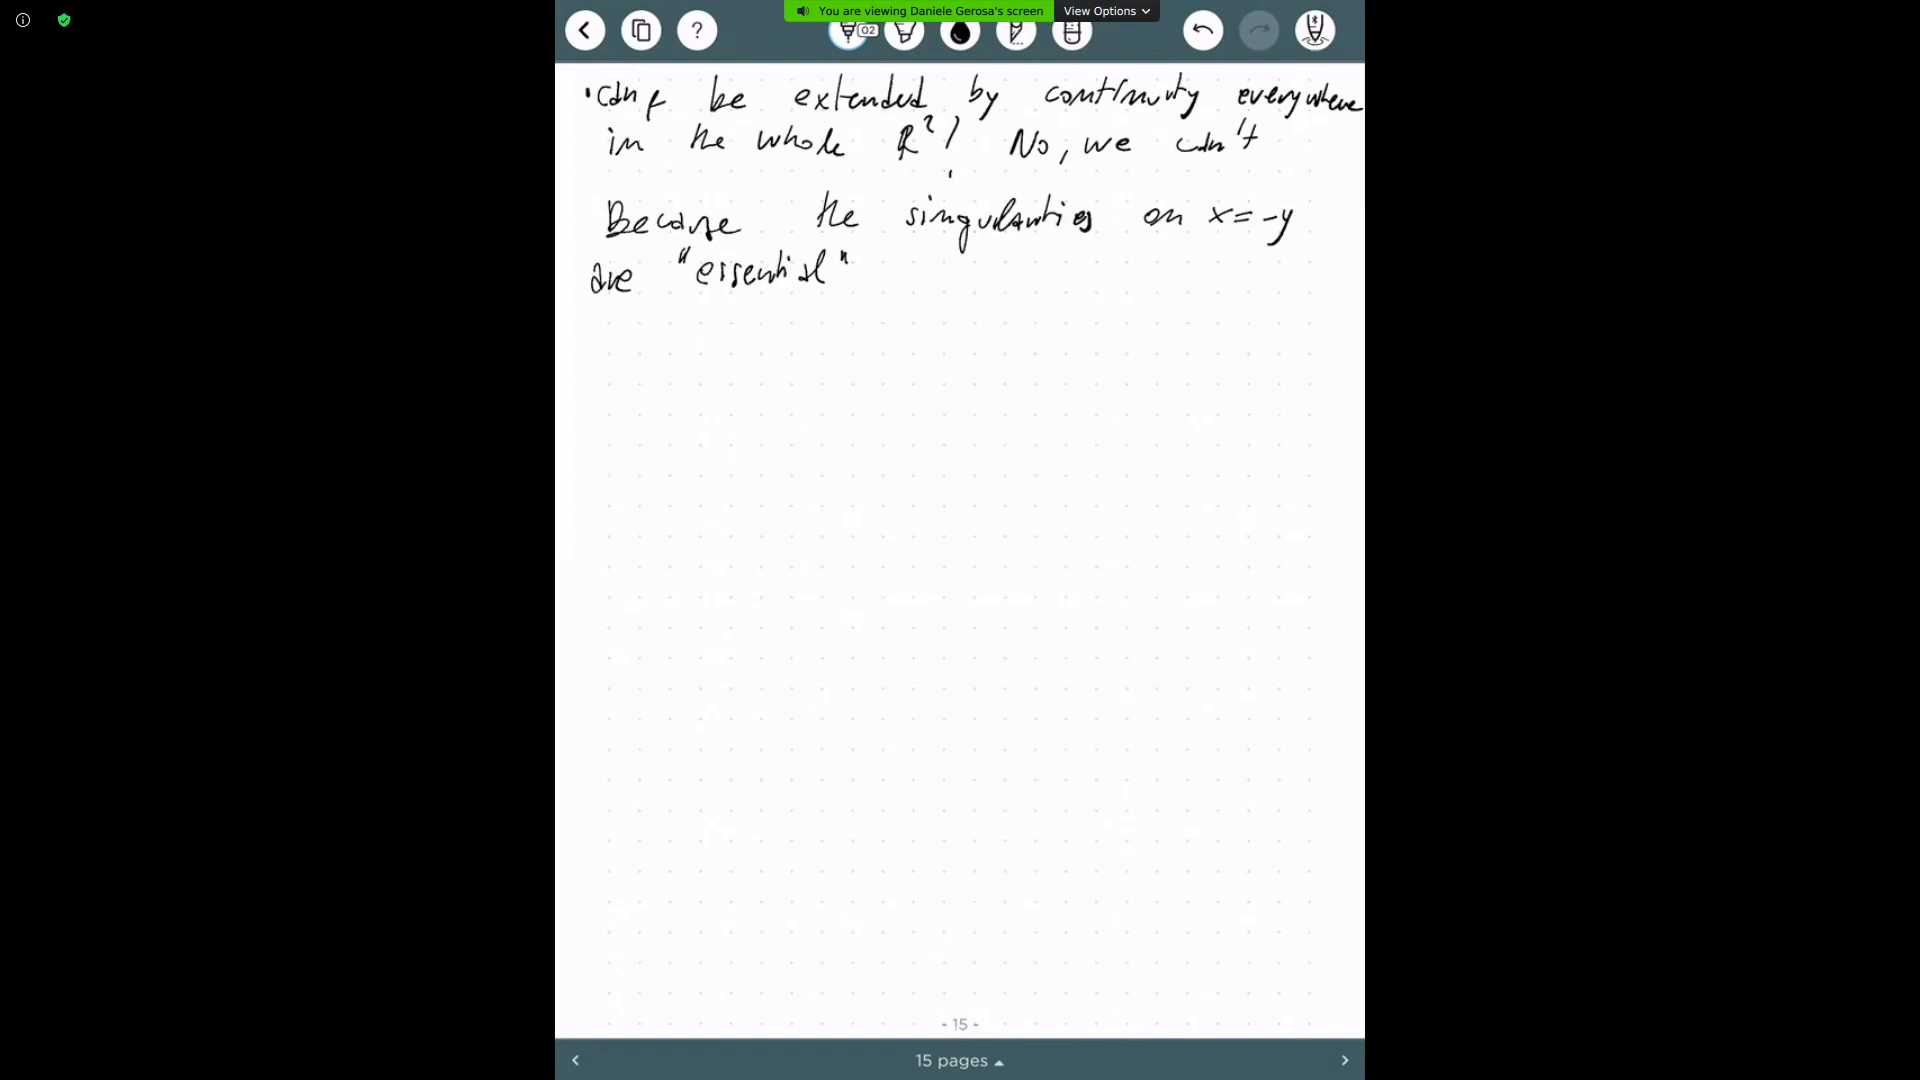 You are viewing Daniele Gerosa's screen
View Options
02
• Can f be extended by continuity everywhere
in the whole R²? No, we can't
Because the singularities on x = -y
are "essential"
- 15 -
15 pages